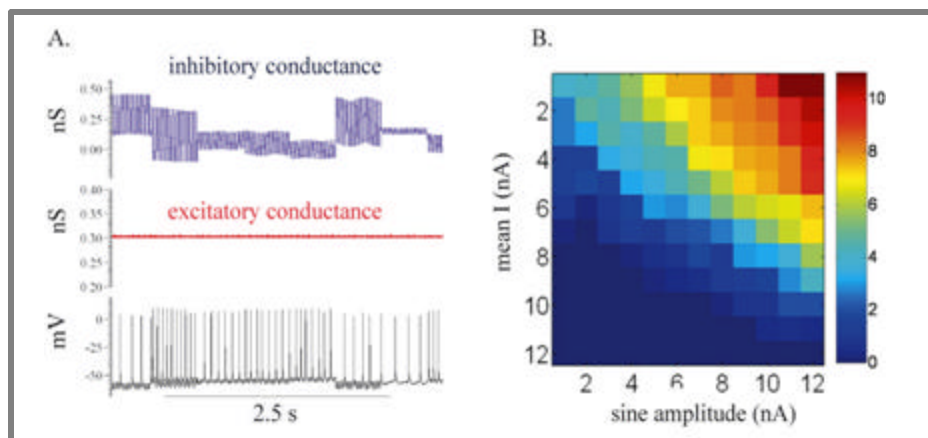 A.
inhibitory conductance
nS
0.50
0.25
0.00
excitatory conductance
nS
0.40
0.35
0.30
0.20
mV
0
-25
-50
2.5 s
B.
mean I (nA)
2
4
6
8
10
12
2 4 6 8 10 12
sine amplitude (nA)
10
8
6
4
2
0